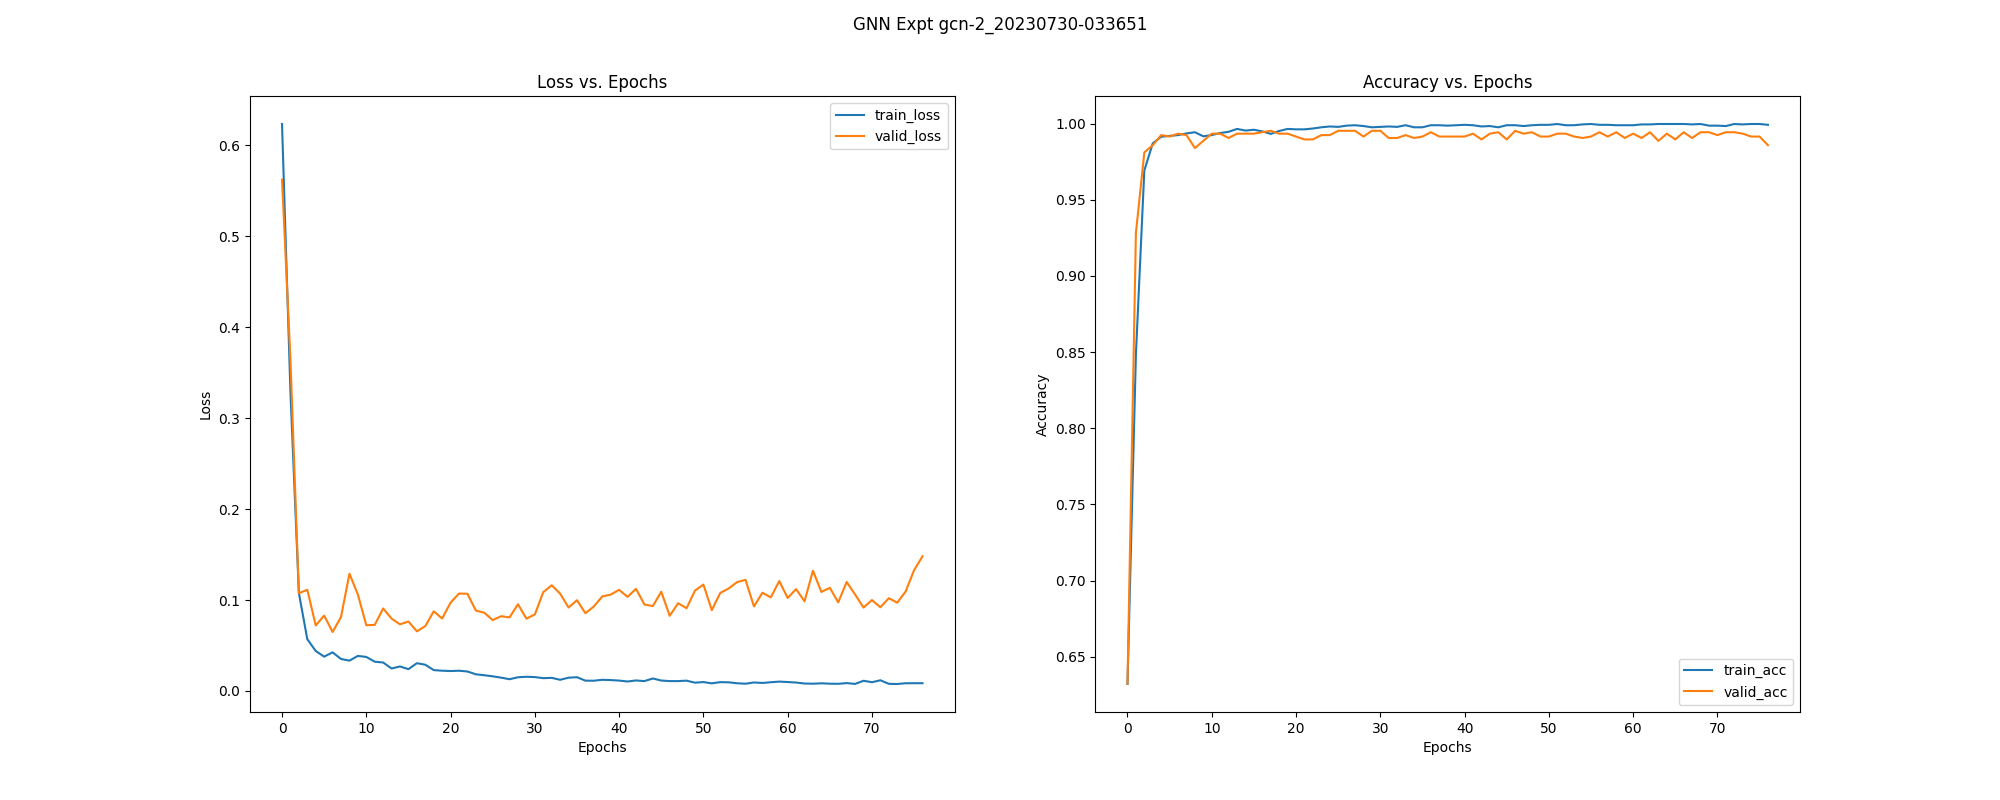 GNN Expt gcn-2_20230730-033651
Loss vs. Epochs
train_loss
valid_loss
0.6
0.5
0.4
0.3
0.2
0.1
0.0
Loss
0 10 20 30 40 50 60 70
Epochs
Accuracy vs. Epochs
1.00
0.95
0.90
0.85
0.80
0.75
0.70
0.65
Accuracy
train_acc
valid_acc
0 10 20 30 40 50 60 70
Epochs